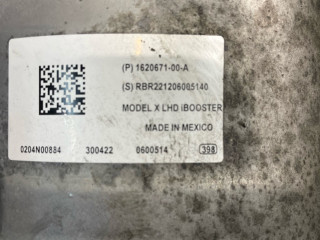 (P) 1620671-00-A
(S) RBR221206005140
MODEL X LHD iBOOSTER
MADE IN MEXICO
0204N00884 300422 0600514 398